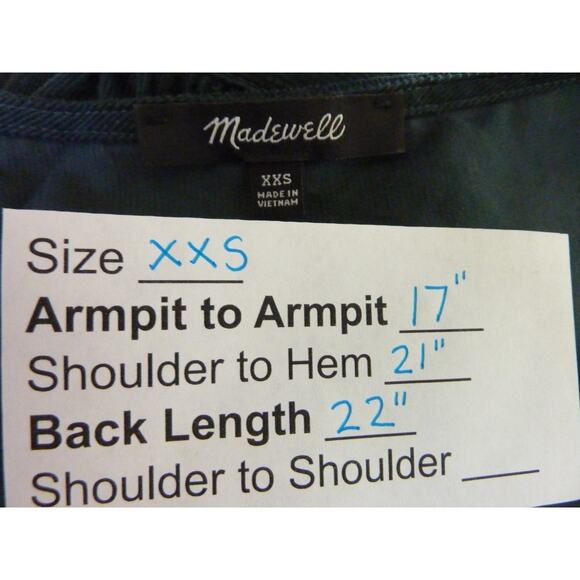 Madewell
XXS
MADE IN
VIETNAM
Size XXS
Armpit to Armpit 17"
Shoulder to Hem 21"
Back Length 22"
Shoulder to Shoulder